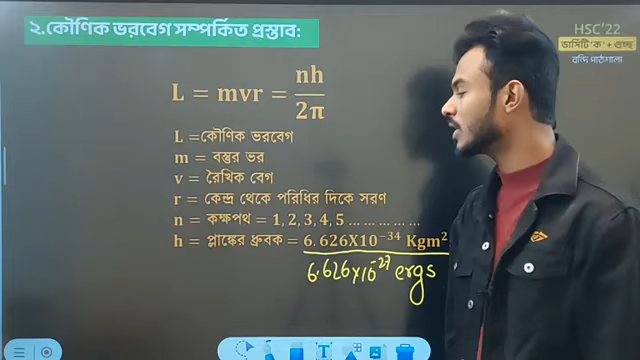 ২.কৌণিক ভরবেগ সম্পর্কিত প্রস্তাব:
HSC'22
ভার্সিটি 'ক' + গুচ্ছ
বন্দি পাঠশালা
L = mvr = nh/2π
L =কৌণিক ভরবেগ
m = বস্তুর ভর
v = রৈখিক বেগ
r = কেন্দ্র থেকে পরিধির দিকে সরণ
n = কক্ষপথ = 1, 2, 3, 4, 5 ... ... ... ... ...
h = প্লাঙ্কের ধ্রুবক = 6.626X10⁻³⁴ Kgm²
6.626×10⁻²⁷ ergs